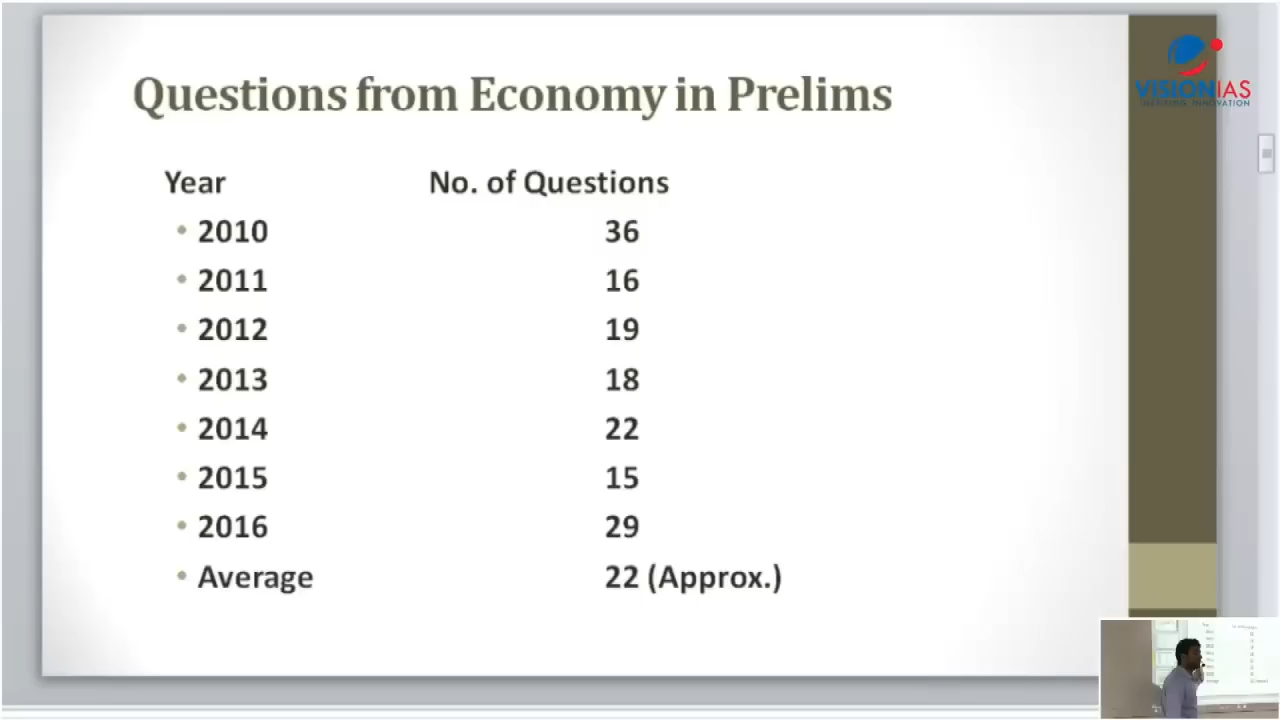 Questions from Economy in Prelims
VISIONIAS
Year No. of Questions
• 2010 36
• 2011 16
• 2012 19
• 2013 18
• 2014 22
• 2015 15
• 2016 29
• Average 22 (Approx.)